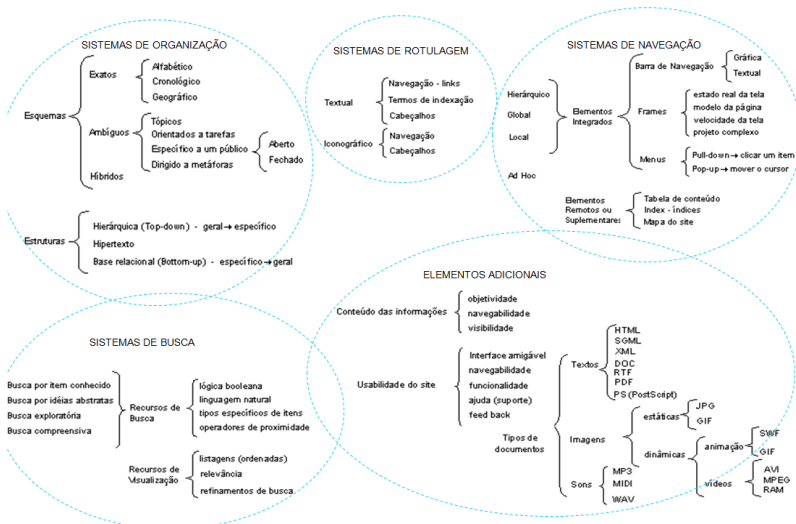 SISTEMAS DE ORGANIZAÇÃO
Esquemas
Exatos
Alfabético
Cronológico
Geográfico
Ambíguos
Tópicos
Orientados a tarefas
Específico a um público
Dirigido a metáforas
Aberto
Fechado
Híbridos
Estruturas
Hierárquica (Top-down) - geral→específico
Hipertexto
Base relacional (Bottom-up) - específico→geral
SISTEMAS DE ROTULAGEM
Textual
Navegação - links
Termos de indexação
Cabeçalhos
Iconográfico
Navegação
Cabeçalhos
SISTEMAS DE NAVEGAÇÃO
Hierárquico
Global
Local
Ad Hoc
Elementos
Integrados
Barra de Navegação
Gráfica
Textual
Frames
estado real da tela
modelo da página
velocidade da tela
projeto complexo
Menus
Pull-down→ clicar um item
Pop-up→ mover o cursor
Elementos
Remotos ou
Suplementares
Tabela de conteúdo
Index - índices
Mapa do site
SISTEMAS DE BUSCA
Busca por item conhecido
Busca por idéias abstratas
Busca exploratória
Busca compreensiva
Recursos de
Busca
lógica booleana
linguagem natural
tipos específicos de itens
operadores de proximidade
Recursos de
Visualização
listagens (ordenadas)
relevância
refinamentos de busca
ELEMENTOS ADICIONAIS
Conteúdo das informações
objetividade
navegabilidade
visibilidade
Usabilidade do site
Interface amigável
navegabilidade
funcionalidade
ajuda (suporte)
feed back
Tipos de
documentos
Textos
HTML
SGML
XML
DOC
RTF
PDF
PS (PostScript)
Imagens
estáticas
JPG
GIF
dinâmicas
animação
SWF
GIF
vídeos
AVI
MPEG
RAM
Sons
MP3
MIDI
WAV